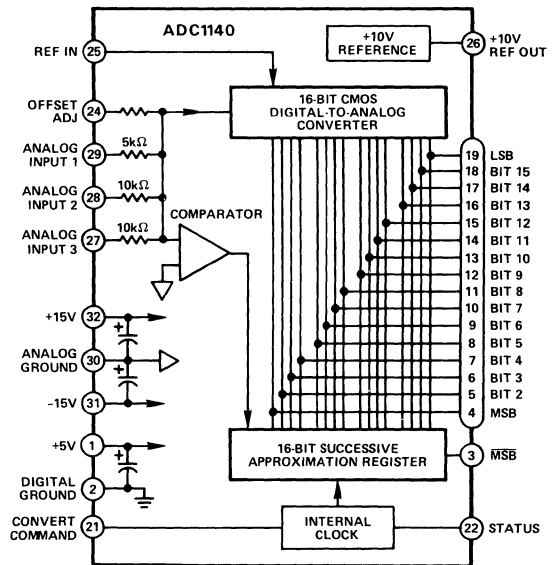 ADC1140
REF IN
25
+10V
REFERENCE
26
+10V
REF OUT
16-BIT CMOS
DIGITAL-TO-ANALOG
CONVERTER
OFFSET
ADJ
24
ANALOG
INPUT 1
29
5kΩ
ANALOG
INPUT 2
28
10kΩ
ANALOG
INPUT 3
27
10kΩ
COMPARATOR
+15V
32
+
ANALOG
GROUND
30
+
-15V
31
+5V
1
+
DIGITAL
GROUND
2
CONVERT
COMMAND
21
19 LSB
18 BIT 15
17 BIT 14
16 BIT 13
15 BIT 12
14 BIT 11
13 BIT 10
12 BIT 9
11 BIT 8
10 BIT 7
9 BIT 6
8 BIT 5
7 BIT 4
6 BIT 3
5 BIT 2
4 MSB
16-BIT SUCCESSIVE
APPROXIMATION REGISTER
3
M̅S̅B̅
INTERNAL
CLOCK
22
STATUS